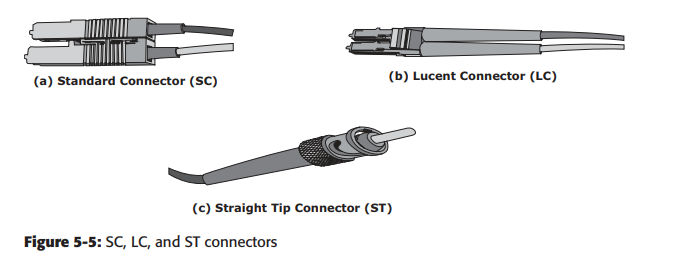 (a) Standard Connector (SC)
(b) Lucent Connector (LC)
(c) Straight Tip Connector (ST)
Figure 5-5: SC, LC, and ST connectors